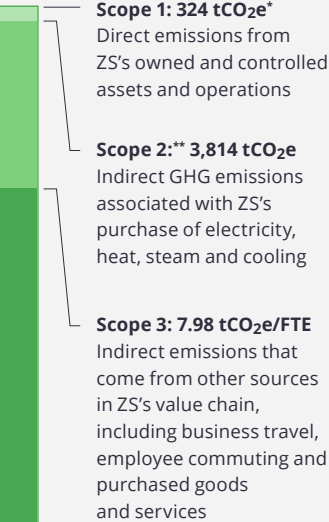 Scope 1: 324 tCO2e*
Direct emissions from
ZS’s owned and controlled
assets and operations
Scope 2:** 3,814 tCO2e
Indirect GHG emissions
associated with ZS’s
purchase of electricity,
heat, steam and cooling
Scope 3: 7.98 tCO2e/FTE
Indirect emissions that
come from other sources
in ZS’s value chain,
including business travel,
employee commuting and
purchased goods
and services